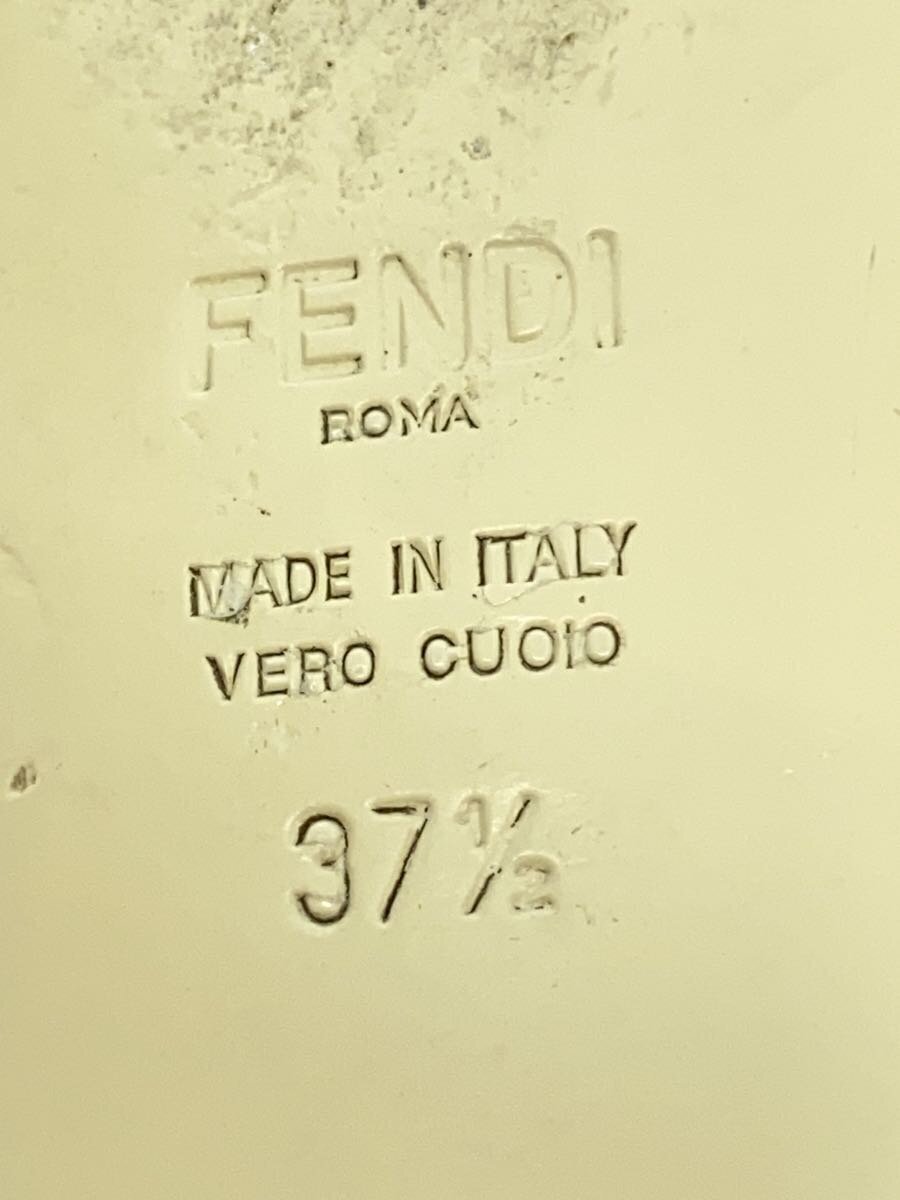 FENDI
ROMA
MADE IN ITALY
VERO CUOIO
37½